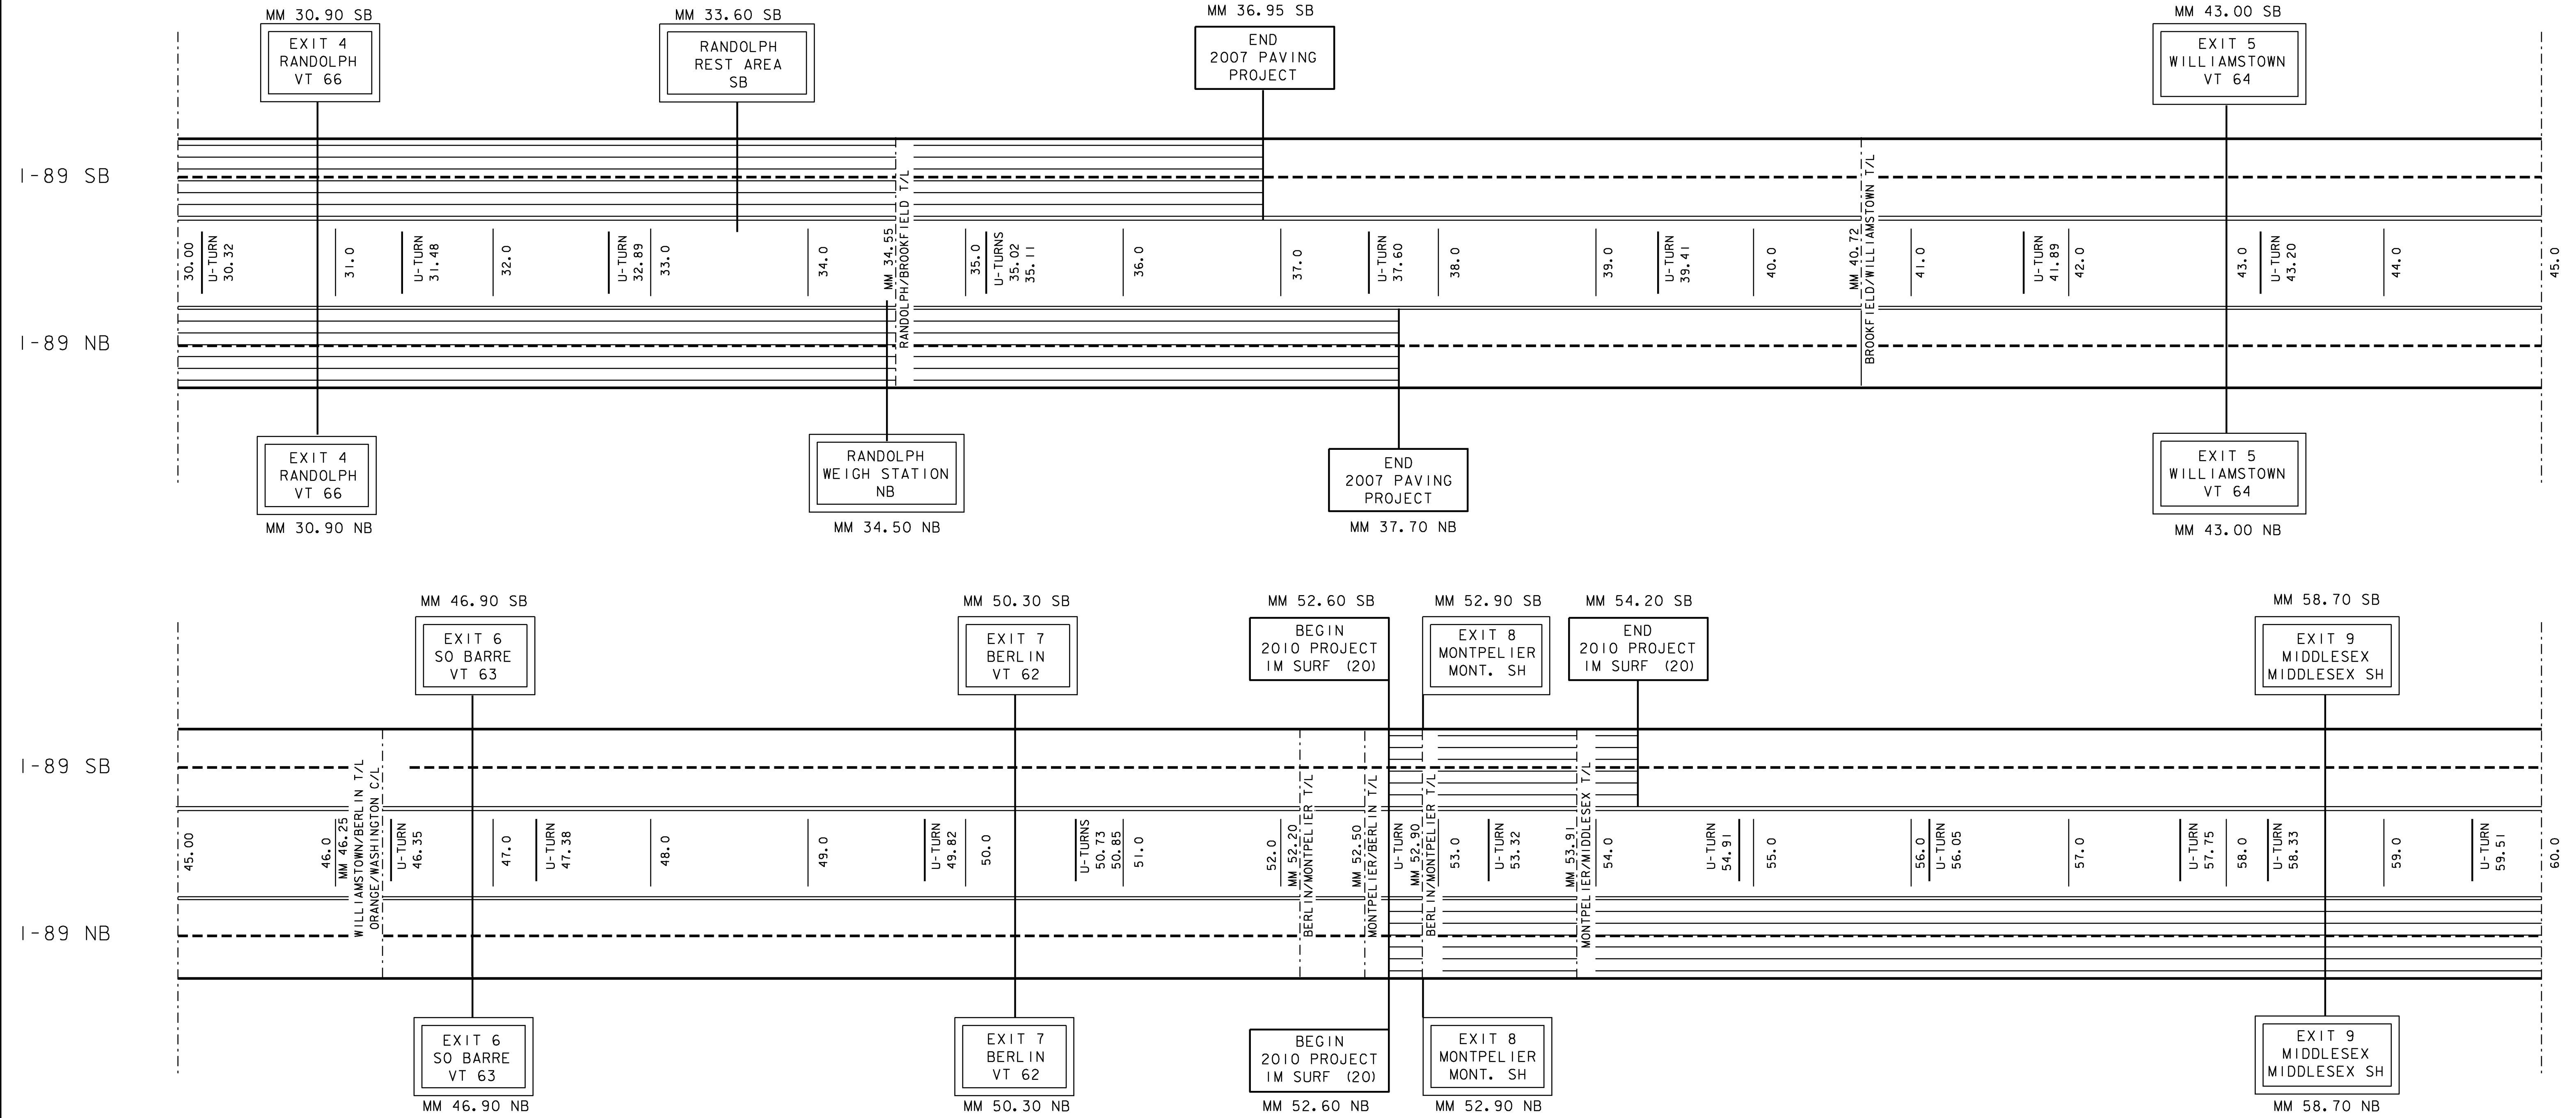 MM 30.90 SB
EXIT 4
RANDOLPH
VT 66
MM 33.60 SB
RANDOLPH
REST AREA
SB
MM 36.95 SB
END
2007 PAVING
PROJECT
MM 43.00 SB
EXIT 5
WILLIAMSTOWN
VT 64
I-89 SB
30.00
U-TURN
30.32
31.0
U-TURN
31.48
32.0
U-TURN
32.89
33.0
34.0
MM 34.55
RANDOLPH/BROOKFIELD T/L
35.0
U-TURNS
35.02
35.11
36.0
37.0
U-TURN
37.60
38.0
39.0
U-TURN
39.41
40.0
MM 40.72
BROOKFIELD/WILLIAMSTOWN T/L
41.0
U-TURN
41.89
42.0
43.0
U-TURN
43.20
44.0
45.0
I-89 NB
EXIT 4
RANDOLPH
VT 66
MM 30.90 NB
RANDOLPH
WEIGH STATION
NB
MM 34.50 NB
END
2007 PAVING
PROJECT
MM 37.70 NB
EXIT 5
WILLIAMSTOWN
VT 64
MM 43.00 NB
MM 46.90 SB
EXIT 6
SO BARRE
VT 63
MM 50.30 SB
EXIT 7
BERLIN
VT 62
MM 52.60 SB
BEGIN
2010 PROJECT
IM SURF (20)
MM 52.90 SB
EXIT 8
MONTPELIER
MONT. SH
MM 54.20 SB
END
2010 PROJECT
IM SURF (20)
MM 58.70 SB
EXIT 9
MIDDLESEX
MIDDLESEX SH
I-89 SB
45.00
46.0
MM 46.25
WILLIAMSTOWN/BERLIN T/L
ORANGE/WASHINGTON C/L
U-TURN
46.35
47.0
U-TURN
47.38
48.0
49.0
U-TURN
49.82
50.0
U-TURNS
50.73
50.85
51.0
52.0
MM 52.20
BERLIN/MONTPELIER T/L
MM 52.50
MONTPELIER/BERLIN T/L
U-TURN
MM 52.90
BERLIN/MONTPELIER T/L
53.0
U-TURN
53.32
MM 53.91
MONTPELIER/MIDDLESEX T/L
54.0
U-TURN
54.91
55.0
56.0
U-TURN
56.05
57.0
U-TURN
57.75
58.0
U-TURN
58.33
59.0
U-TURN
59.51
60.0
I-89 NB
EXIT 6
SO BARRE
VT 63
MM 46.90 NB
EXIT 7
BERLIN
VT 62
MM 50.30 NB
BEGIN
2010 PROJECT
IM SURF (20)
MM 52.60 NB
EXIT 8
MONTPELIER
MONT. SH
MM 52.90 NB
EXIT 9
MIDDLESEX
MIDDLESEX SH
MM 58.70 NB